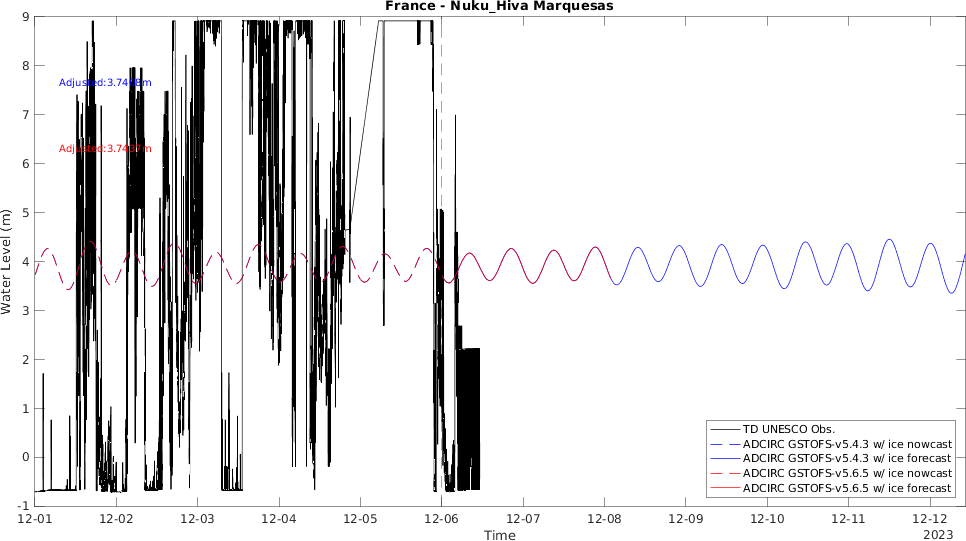 France - Nuku_Hiva Marquesas
9
8
7
6
5
4
3
2
1
0
-1
Water Level (m)
Adjusted:3.7468m
TD UNESCO Obs.
ADCIRC GSTOFS-v5.4.3 w/ ice nowcast
ADCIRC GSTOFS-v5.4.3 w/ ice forecast
ADCIRC GSTOFS-v5.6.5 w/ ice nowcast
ADCIRC GSTOFS-v5.6.5 w/ ice forecast
12-01 12-02 12-03 12-04 12-05 12-06 12-07 12-08 12-09 12-10 12-11 12-12
Time
2023